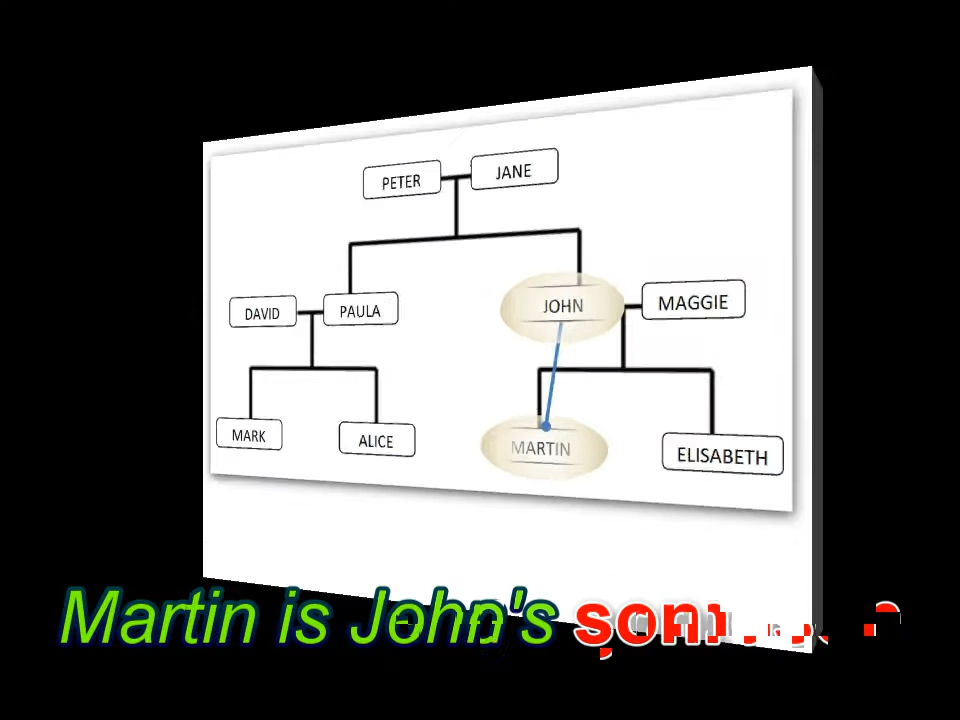 PETER JANE
DAVID PAULA JOHN MAGGIE
MARK ALICE MARTIN ELISABETH
Martin is John's son